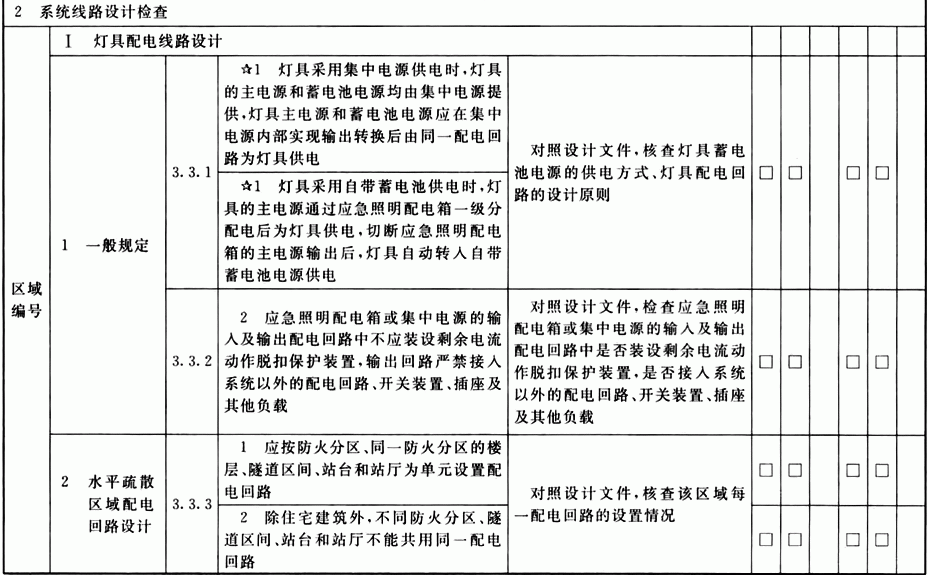 2 系统线路设计检查
Ⅰ 灯具配电线路设计
区域
编号
1 一般规定
3.3.1
☆1 灯具采用集中电源供电时,灯具
的主电源和蓄电池电源均由集中电源提
供,灯具主电源和蓄电池电源应在集中
电源内部实现输出转换后由同一配电回
路为灯具供电
☆1 灯具采用自带蓄电池供电时,灯
具的主电源通过应急照明配电箱一级分
配电后为灯具供电,切断应急照明配电
箱的主电源输出后,灯具自动转入自带
蓄电池电源供电
对照设计文件,核查灯具蓄电
池电源的供电方式、灯具配电回
路的设计原则
□ □ □ □
3.3.2
2 应急照明配电箱或集中电源的输
入及输出配电回路中不应装设剩余电流
动作脱扣保护装置,输出回路严禁接入
系统以外的配电回路、开关装置、插座及
其他负载
对照设计文件,检查应急照明
配电箱或集中电源的输入及输出
配电回路中是否装设剩余电流动
作脱扣保护装置,是否接入系统
以外的配电回路、开关装置、插座
及其他负载
□ □ □ □
2 水平疏散
区域配电
回路设计
3.3.3
1 应按防火分区、同一防火分区的楼
层、隧道区间、站台和站厅为单元设置配
电回路
□ □ □ □
2 除住宅建筑外,不同防火分区、隧
道区间、站台和站厅不能共用同一配电
回路
对照设计文件,核查该区域每
一配电回路的设置情况
□ □ □ □